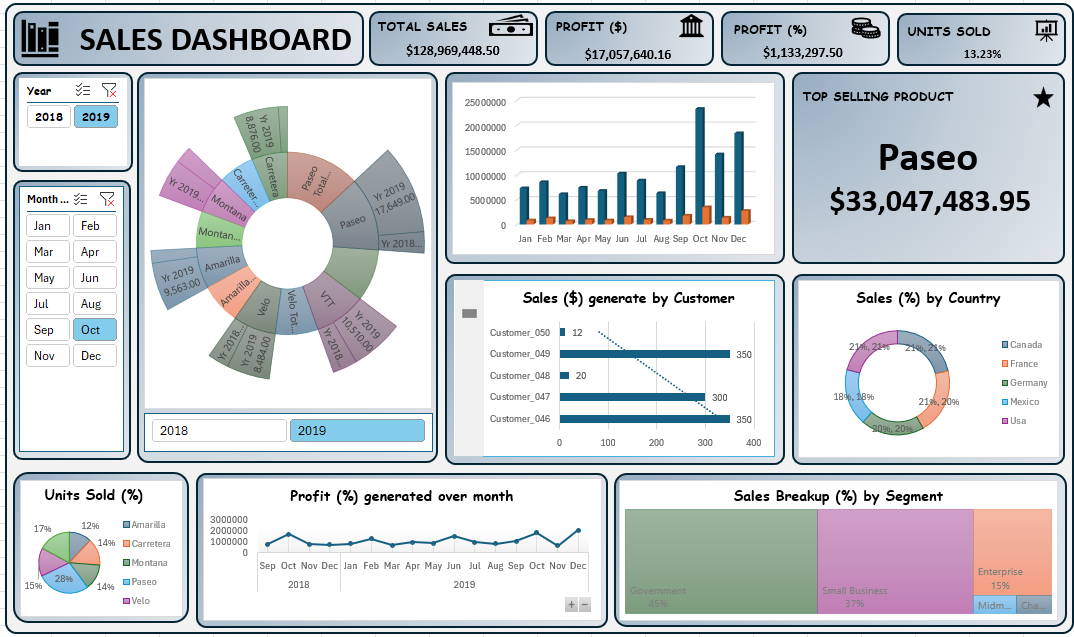 SALES DASHBOARD
TOTAL SALES
$128,969,448.50
PROFIT ($)
$17,057,640.16
PROFIT (%)
$1,133,297.50
UNITS SOLD
13.23%
Year
2018 2019
Month ...
Jan Feb
Mar Apr
May Jun
Jul Aug
Sep Oct
Nov Dec
Paseo Total...
Paseo
Yr 2019 17,649.00
Yr 2018...
VTT
Yr 2019 10,510.00
Yr 2018...
Velo Tot...
Velo
Yr 2019 8,484.00
Yr 2018...
Amarilla...
Amarilla
Yr 2019 9,563.00
Montan...
Montana
Yr 2019...
Carreter...
Carretera
Yr 2019 8,876.00
2018 2019
25000000
20000000
15000000
10000000
5000000
0
Jan Feb Mar Apr May Jun Jul Aug Sep Oct Nov Dec
TOP SELLING PRODUCT
Paseo
$33,047,483.95
Sales ($) generate by Customer
Customer_050 12
Customer_049 350
Customer_048 20
Customer_047 300
Customer_046 350
0 100 200 300 400
Sales (%) by Country
21%, 21% 21%, 21%
18%, 18% 21%, 20%
20%, 20%
Canada
France
Germany
Mexico
Usa
Units Sold (%)
17% 12%
14%
28%
15% 14%
Amarilla
Carretera
Montana
Paseo
Velo
Profit (%) generated over month
3000000
2000000
1000000
0
Sep Oct Nov Dec Jan Feb Mar Apr May Jun Jul Aug Sep Oct Nov Dec
2018 2019
+ −
Sales Breakup (%) by Segment
Government
45%
Small Business
37%
Enterprise
15%
Midm... Cha...